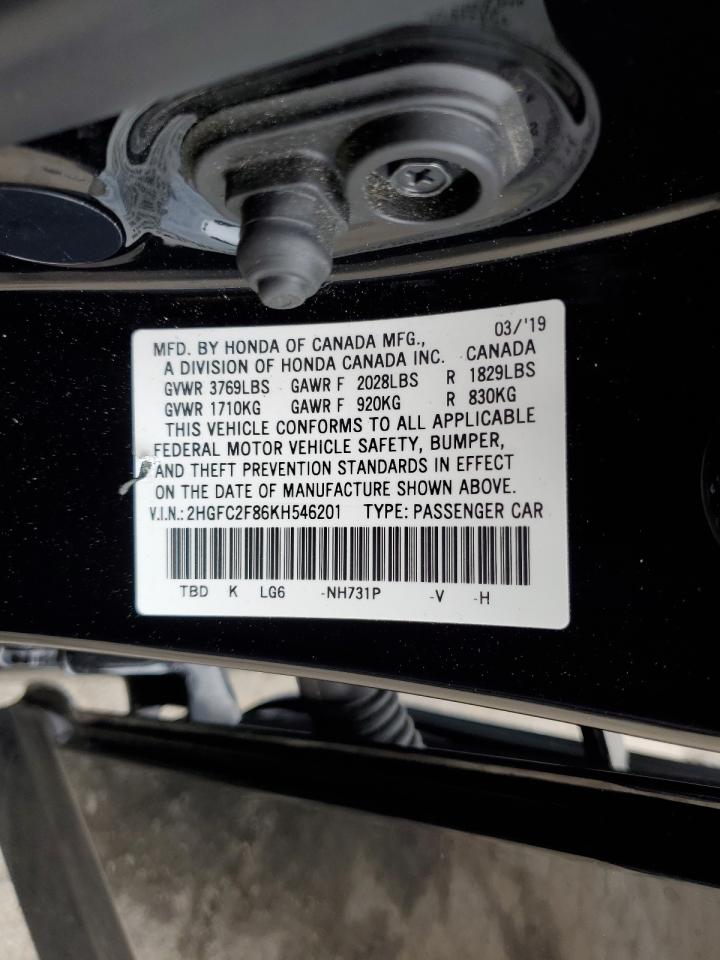 MFD. BY HONDA OF CANADA MFG., 03/'19
A DIVISION OF HONDA CANADA INC. CANADA
GVWR 3769LBS GAWR F 2028LBS R 1829LBS
GVWR 1710KG GAWR F 920KG R 830KG
THIS VEHICLE CONFORMS TO ALL APPLICABLE
FEDERAL MOTOR VEHICLE SAFETY, BUMPER,
AND THEFT PREVENTION STANDARDS IN EFFECT
ON THE DATE OF MANUFACTURE SHOWN ABOVE.
V.I.N.: 2HGFC2F86KH546201 TYPE: PASSENGER CAR
TBD K LG6 -NH731P -V -H